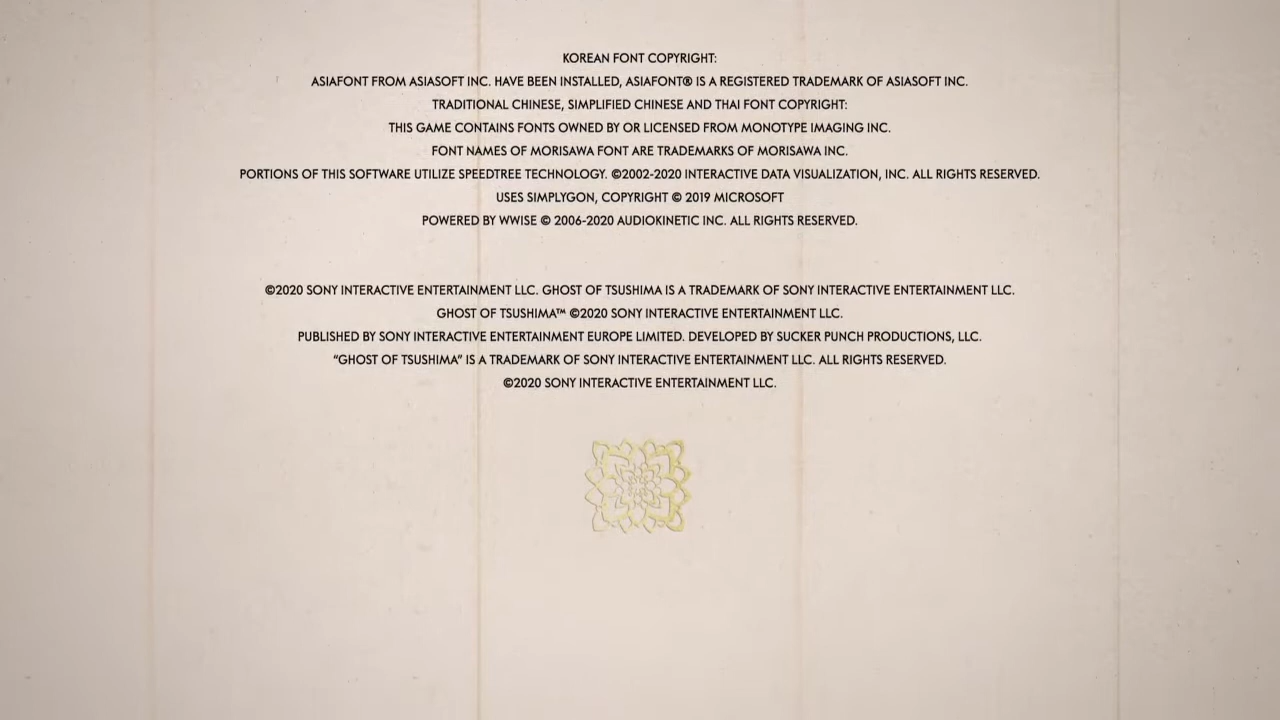 KOREAN FONT COPYRIGHT:
ASIAFONT FROM ASIASOFT INC. HAVE BEEN INSTALLED, ASIAFONT® IS A REGISTERED TRADEMARK OF ASIASOFT INC.
TRADITIONAL CHINESE, SIMPLIFIED CHINESE AND THAI FONT COPYRIGHT:
THIS GAME CONTAINS FONTS OWNED BY OR LICENSED FROM MONOTYPE IMAGING INC.
FONT NAMES OF MORISAWA FONT ARE TRADEMARKS OF MORISAWA INC.
PORTIONS OF THIS SOFTWARE UTILIZE SPEEDTREE TECHNOLOGY. ©2002-2020 INTERACTIVE DATA VISUALIZATION, INC. ALL RIGHTS RESERVED.
USES SIMPLYGON, COPYRIGHT © 2019 MICROSOFT
POWERED BY WWISE © 2006-2020 AUDIOKINETIC INC. ALL RIGHTS RESERVED.
©2020 SONY INTERACTIVE ENTERTAINMENT LLC. GHOST OF TSUSHIMA IS A TRADEMARK OF SONY INTERACTIVE ENTERTAINMENT LLC.
GHOST OF TSUSHIMA™ ©2020 SONY INTERACTIVE ENTERTAINMENT LLC.
PUBLISHED BY SONY INTERACTIVE ENTERTAINMENT EUROPE LIMITED. DEVELOPED BY SUCKER PUNCH PRODUCTIONS, LLC.
“GHOST OF TSUSHIMA” IS A TRADEMARK OF SONY INTERACTIVE ENTERTAINMENT LLC. ALL RIGHTS RESERVED.
©2020 SONY INTERACTIVE ENTERTAINMENT LLC.